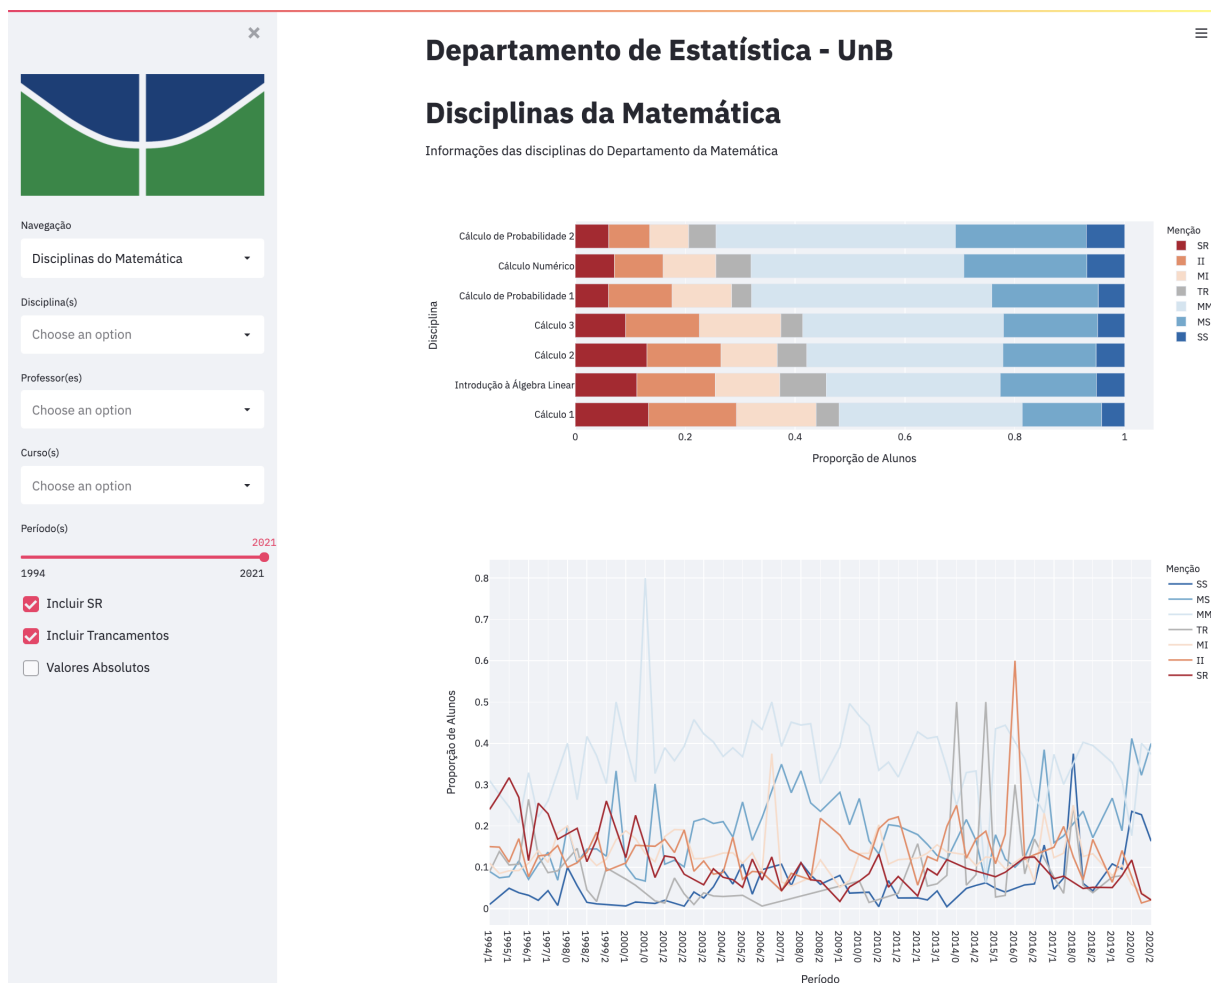 ×
Departamento de Estatística - UnB
Disciplinas da Matemática
Informações das disciplinas do Departamento da Matemática
Navegação
Disciplinas do Matemática
Disciplina(s)
Choose an option
Professor(es)
Choose an option
Curso(s)
Choose an option
Período(s)
2021
1994 2021
Incluir SR
Incluir Trancamentos
Valores Absolutos
Disciplina
Cálculo de Probabilidade 2
Cálculo Numérico
Cálculo de Probabilidade 1
Cálculo 3
Cálculo 2
Introdução à Álgebra Linear
Cálculo 1
0 0.2 0.4 0.6 0.8 1
Proporção de Alunos
Menção
SR
II
MI
TR
MM
MS
SS
Proporção de Alunos
0.8
0.7
0.6
0.5
0.4
0.3
0.2
0.1
0
1994/1 1995/1 1996/1 1997/1 1998/0 1998/2 1999/2 2000/1 2001/0 2001/2 2002/2 2003/2 2004/2 2005/2 2006/2 2007/1 2008/0 2008/2 2009/1 2010/0 2010/2 2011/2 2012/2 2013/1 2014/0 2014/2 2015/1 2016/0 2016/2 2017/1 2018/0 2018/2 2019/1 2020/0 2020/2
Período
Menção
SS
MS
MM
TR
MI
II
SR